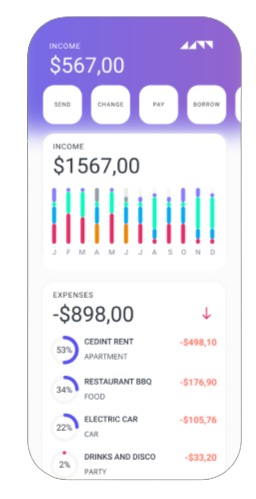 INCOME
$567,00
SEND CHANGE PAY BORROW
INCOME
$1567,00
J F M A M J J A S O N D
EXPENSES
-$898,00
53% CEDINT RENT -$498,10
APARTMENT
34% RESTAURANT BBQ -$176,90
FOOD
22% ELECTRIC CAR -$105,76
CAR
2% DRINKS AND DISCO -$33,20
PARTY